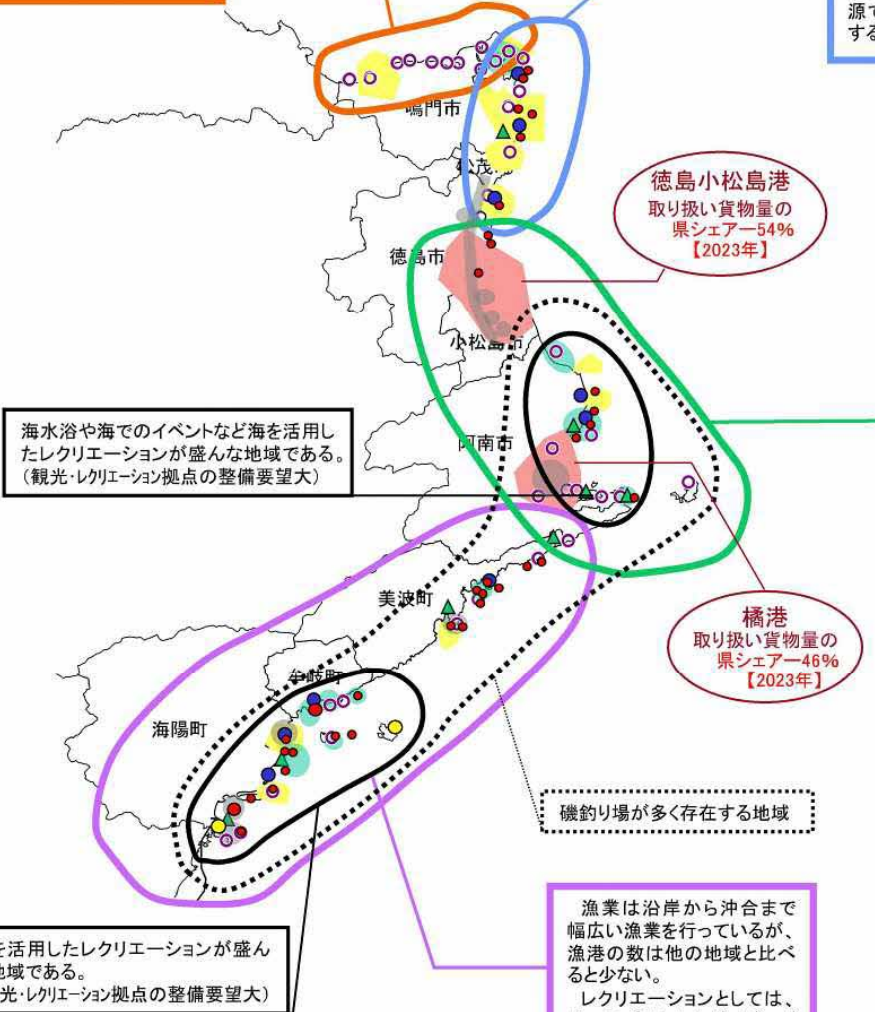 源で
する
鳴門市
徳島小松島港
取り扱い貨物量の
県シェアー54%
【2023年】
徳島市
小松島市
海水浴や海でのイベントなど海を活用し
たレクリエーションが盛んな地域である。
（観光・レクリエーション拠点の整備要望大）
阿南市
美波町
橘港
取り扱い貨物量の
県シェアー46%
【2023年】
牟岐町
海陽町
磯釣り場が多く存在する地域
漁業は沿岸から沖合まで
幅広い漁業を行っているが、
漁港の数は他の地域と比べ
ると少ない。
レクリエーションとしては、
を活用したレクリエーションが盛ん
地域である。
光・レクリエーション拠点の整備要望大）